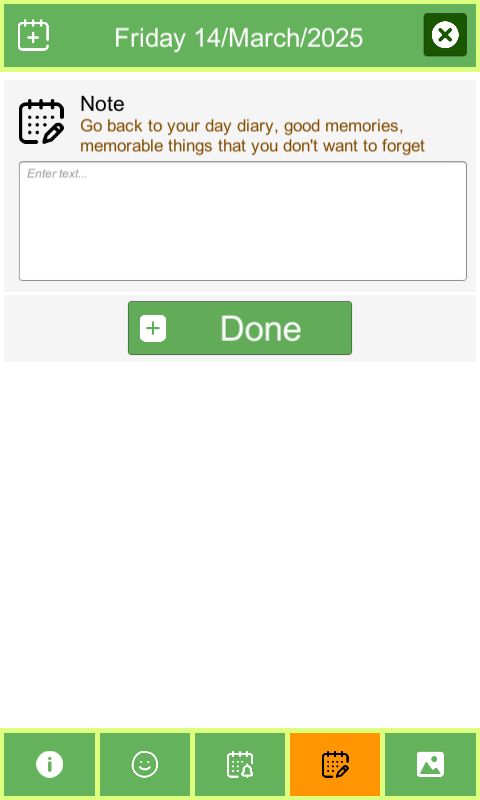 Friday 14/March/2025
Note
Go back to your day diary, good memories,
memorable things that you don't want to forget
Enter text...
Done